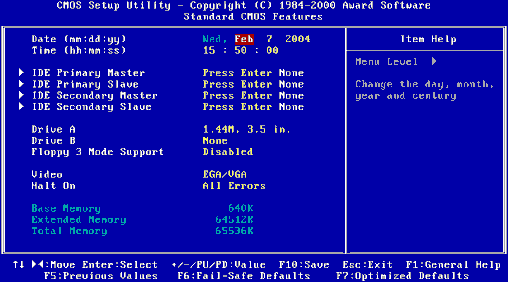 CMOS Setup Utility - Copyright (C) 1984-2000 Award Software
Standard CMOS Features
Date (mm:dd:yy) Wed, Feb 7 2004
Time (hh:mm:ss) 15 : 50 : 00
IDE Primary Master Press Enter None
IDE Primary Slave Press Enter None
IDE Secondary Master Press Enter None
IDE Secondary Slave Press Enter None
Drive A 1.44M, 3.5 in.
Drive B None
Floppy 3 Mode Support Disabled
Video EGA/VGA
Halt On All Errors
Base Memory 640K
Extended Memory 64512K
Total Memory 65536K
Item Help
Menu Level ▶
Change the day, month,
year and century
↑↓ ▶◀:Move Enter:Select +/-/PU/PD:Value F10:Save Esc:Exit F1:General Help
F5:Previous Values F6:Fail-Safe Defaults F7:Optimized Defaults